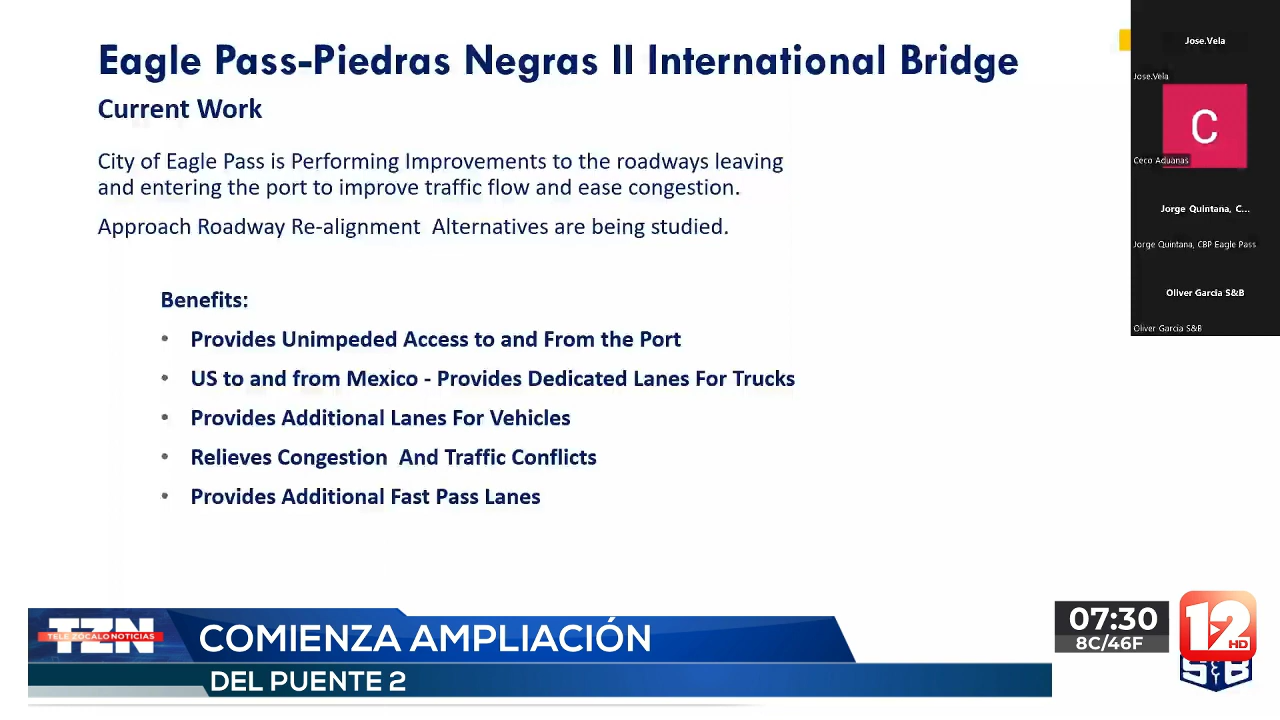 Eagle Pass-Piedras Negras II International Bridge
Current Work
City of Eagle Pass is Performing Improvements to the roadways leaving
and entering the port to improve traffic flow and ease congestion.
Approach Roadway Re-alignment Alternatives are being studied.
Benefits:
• Provides Unimpeded Access to and From the Port
• US to and from Mexico - Provides Dedicated Lanes For Trucks
• Provides Additional Lanes For Vehicles
• Relieves Congestion And Traffic Conflicts
• Provides Additional Fast Pass Lanes
Jose.Vela
Jose.Vela
C
Ceco Aduanas
Jorge Quintana, C...
Jorge Quintana, CBP Eagle Pass
Oliver Garcia S&B
Oliver Garcia S&B
TZN
TELE ZÓCALO NOTICIAS
COMIENZA AMPLIACIÓN
DEL PUENTE 2
07:30
8C/46F
12
HD
S&B